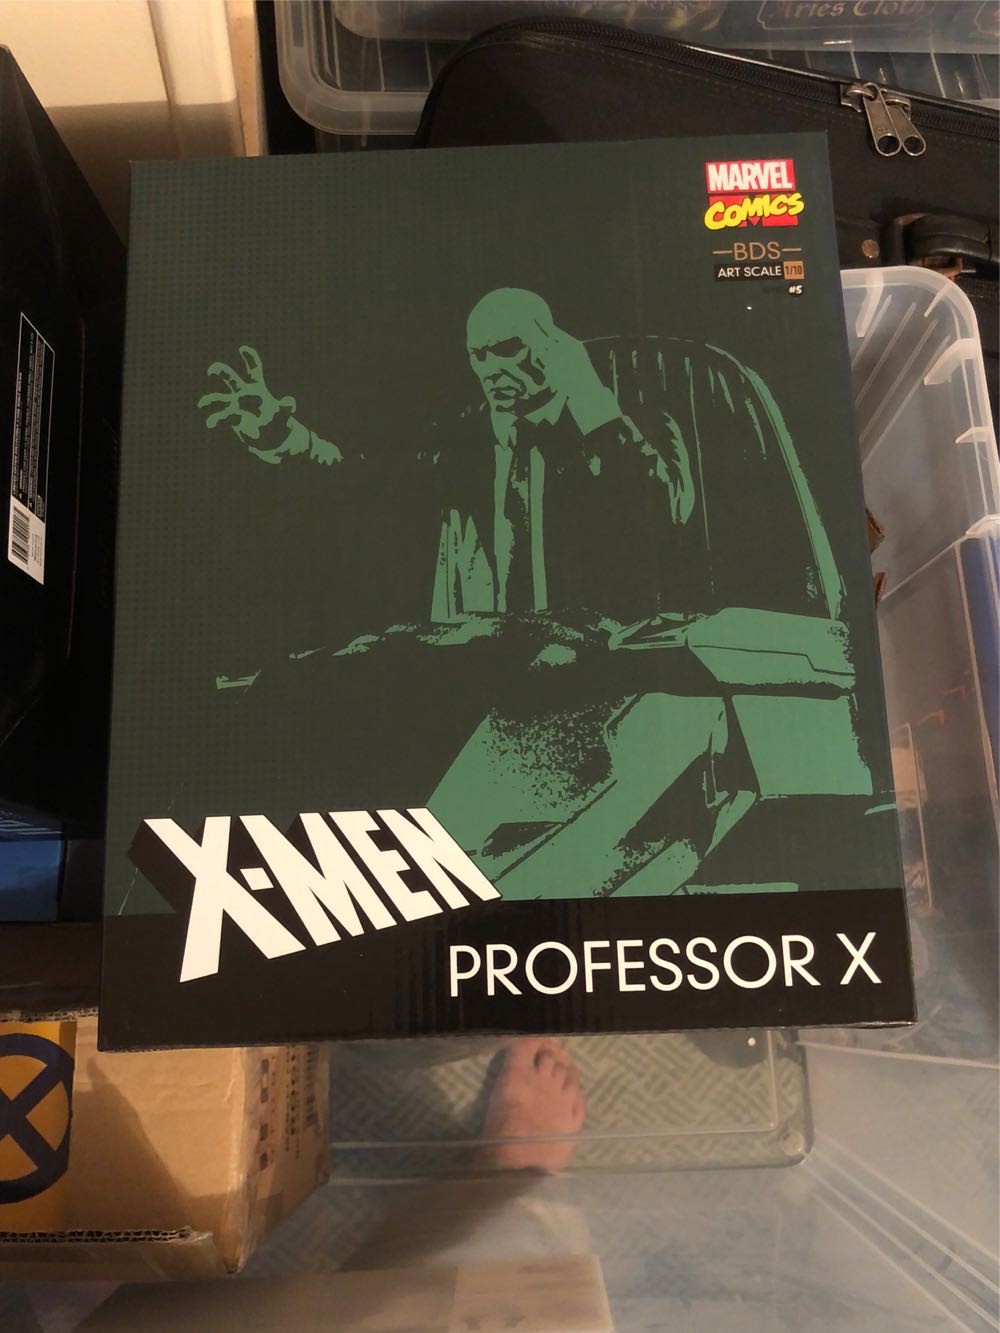 Aries Cloth
MARVEL
COMICS
—BDS—
ART SCALE 1/10
#5
X-MEN
PROFESSOR X